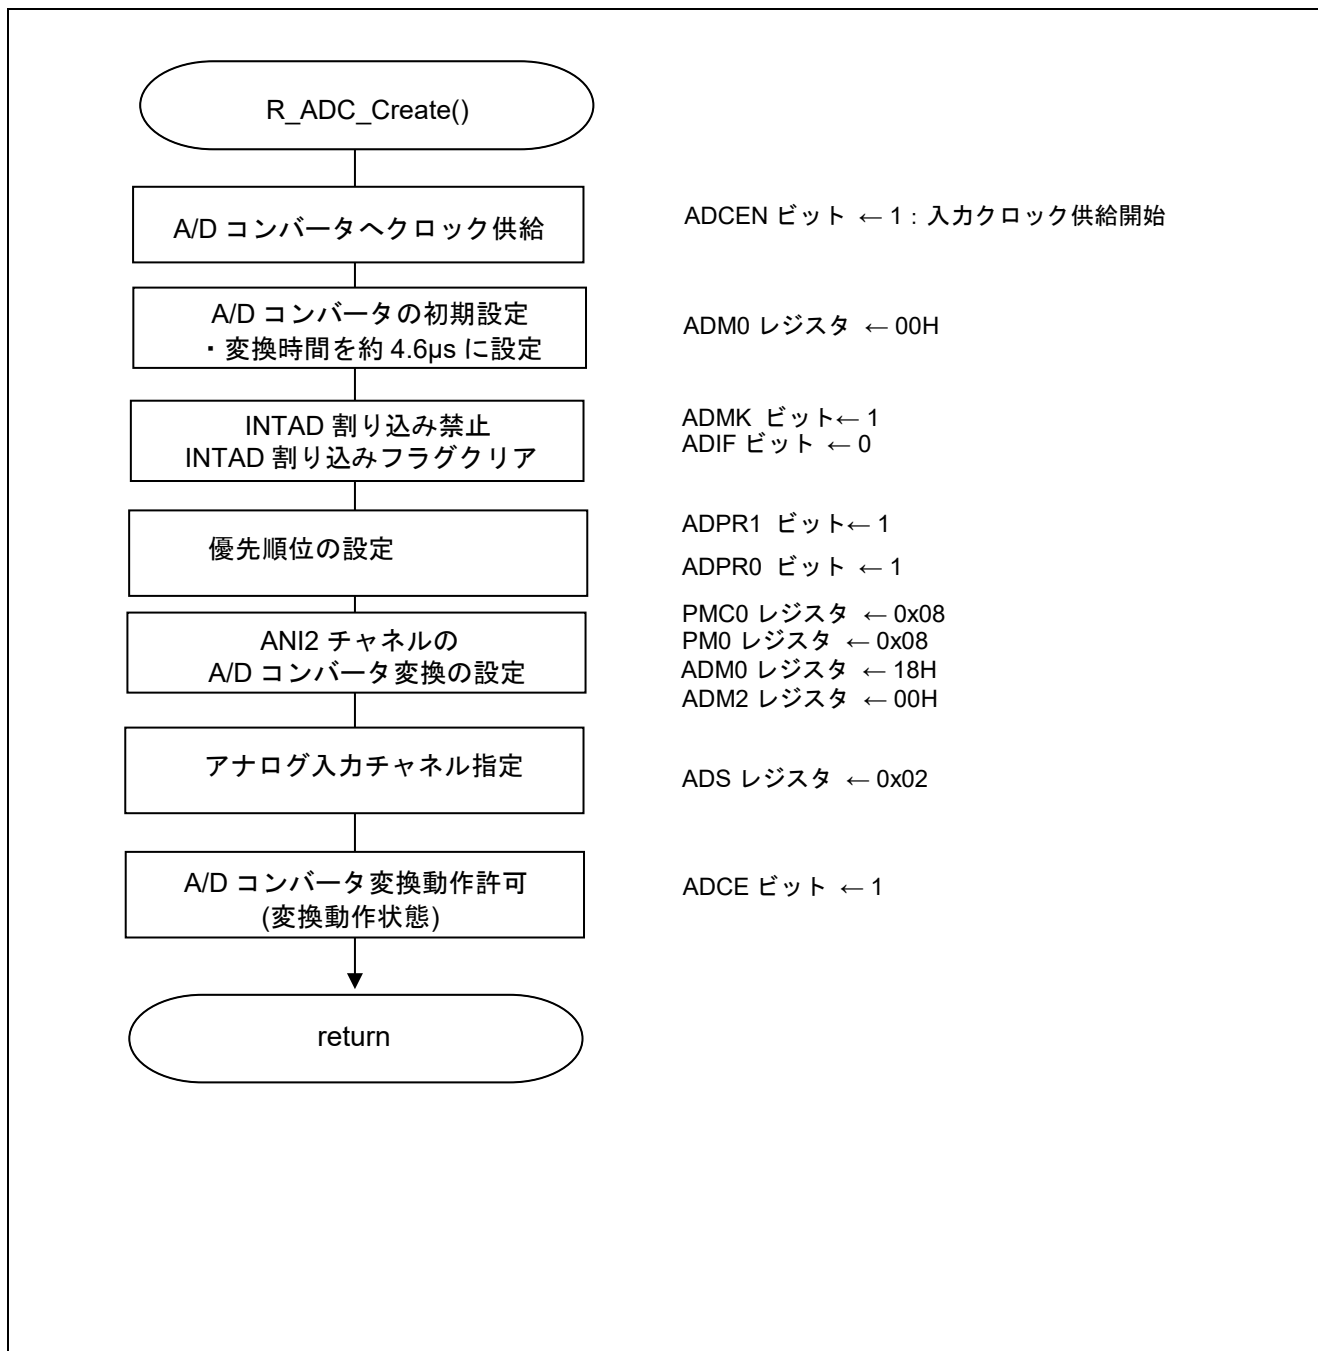 R_ADC_Create()
A/D コンバータへクロック供給
ADCEN ビット ← 1：入力クロック供給開始
A/D コンバータの初期設定
・変換時間を約 4.6μs に設定
ADM0 レジスタ ← 00H
INTAD 割り込み禁止
INTAD 割り込みフラグクリア
ADMK ビット← 1
ADIF ビット ← 0
優先順位の設定
ADPR1 ビット← 1
ADPR0 ビット ← 1
ANI2 チャネルの
A/D コンバータ変換の設定
PMC0 レジスタ ← 0x08
PM0 レジスタ ← 0x08
ADM0 レジスタ ← 18H
ADM2 レジスタ ← 00H
アナログ入力チャネル指定
ADS レジスタ ← 0x02
A/D コンバータ変換動作許可
(変換動作状態)
ADCE ビット ← 1
return